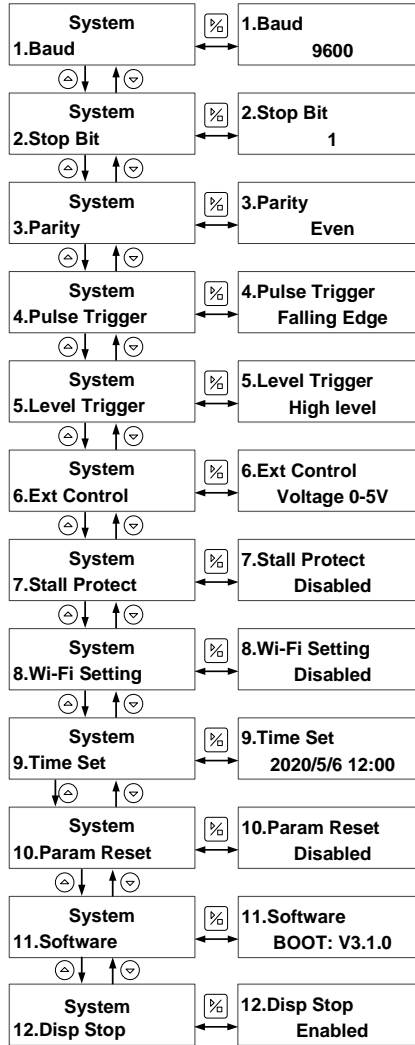 System
1.Baud
1.Baud
9600
System
2.Stop Bit
2.Stop Bit
1
System
3.Parity
3.Parity
Even
System
4.Pulse Trigger
4.Pulse Trigger
Falling Edge
System
5.Level Trigger
5.Level Trigger
High level
System
6.Ext Control
6.Ext Control
Voltage 0-5V
System
7.Stall Protect
7.Stall Protect
Disabled
System
8.Wi-Fi Setting
8.Wi-Fi Setting
Disabled
System
9.Time Set
9.Time Set
2020/5/6 12:00
System
10.Param Reset
10.Param Reset
Disabled
System
11.Software
11.Software
BOOT: V3.1.0
System
12.Disp Stop
12.Disp Stop
Enabled